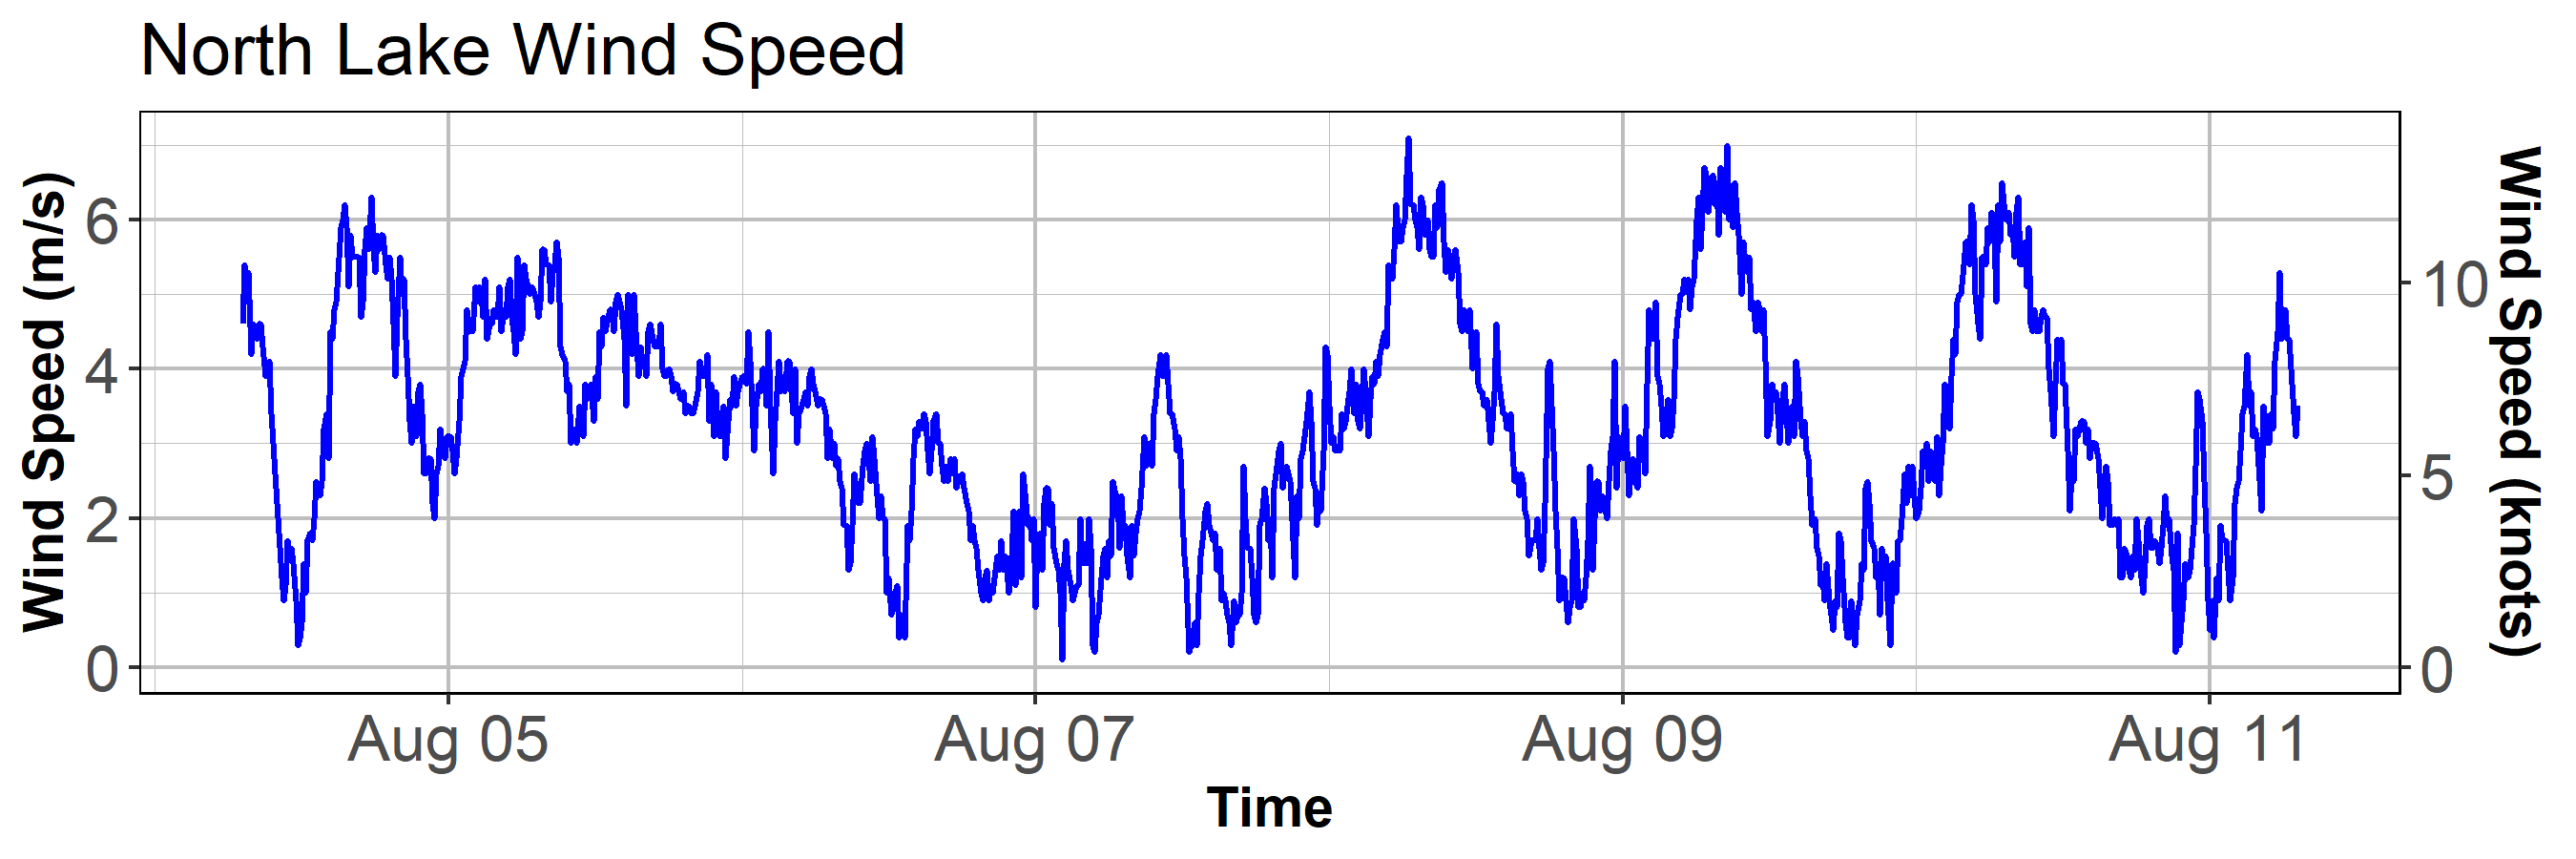 North Lake Wind Speed
Wind Speed (m/s)
6
4
2
0
Wind Speed (knots)
10
5
0
Aug 05
Aug 07
Aug 09
Aug 11
Time